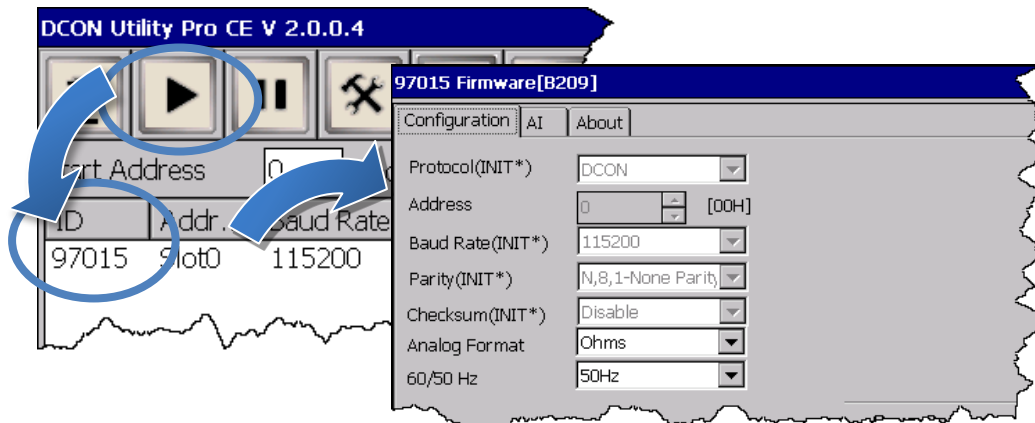 DCON Utility Pro CE V 2.0.0.4
Address
0
ID
Addr.
Baud Rate
97015
Slot0
115200
97015 Firmware[B209]
Configuration
AI
About
Protocol(INIT*)
DCON
Address
0
[00H]
Baud Rate(INIT*)
115200
Parity(INIT*)
N,8,1-None Parity
Checksum(INIT*)
Disable
Analog Format
Ohms
60/50 Hz
50Hz